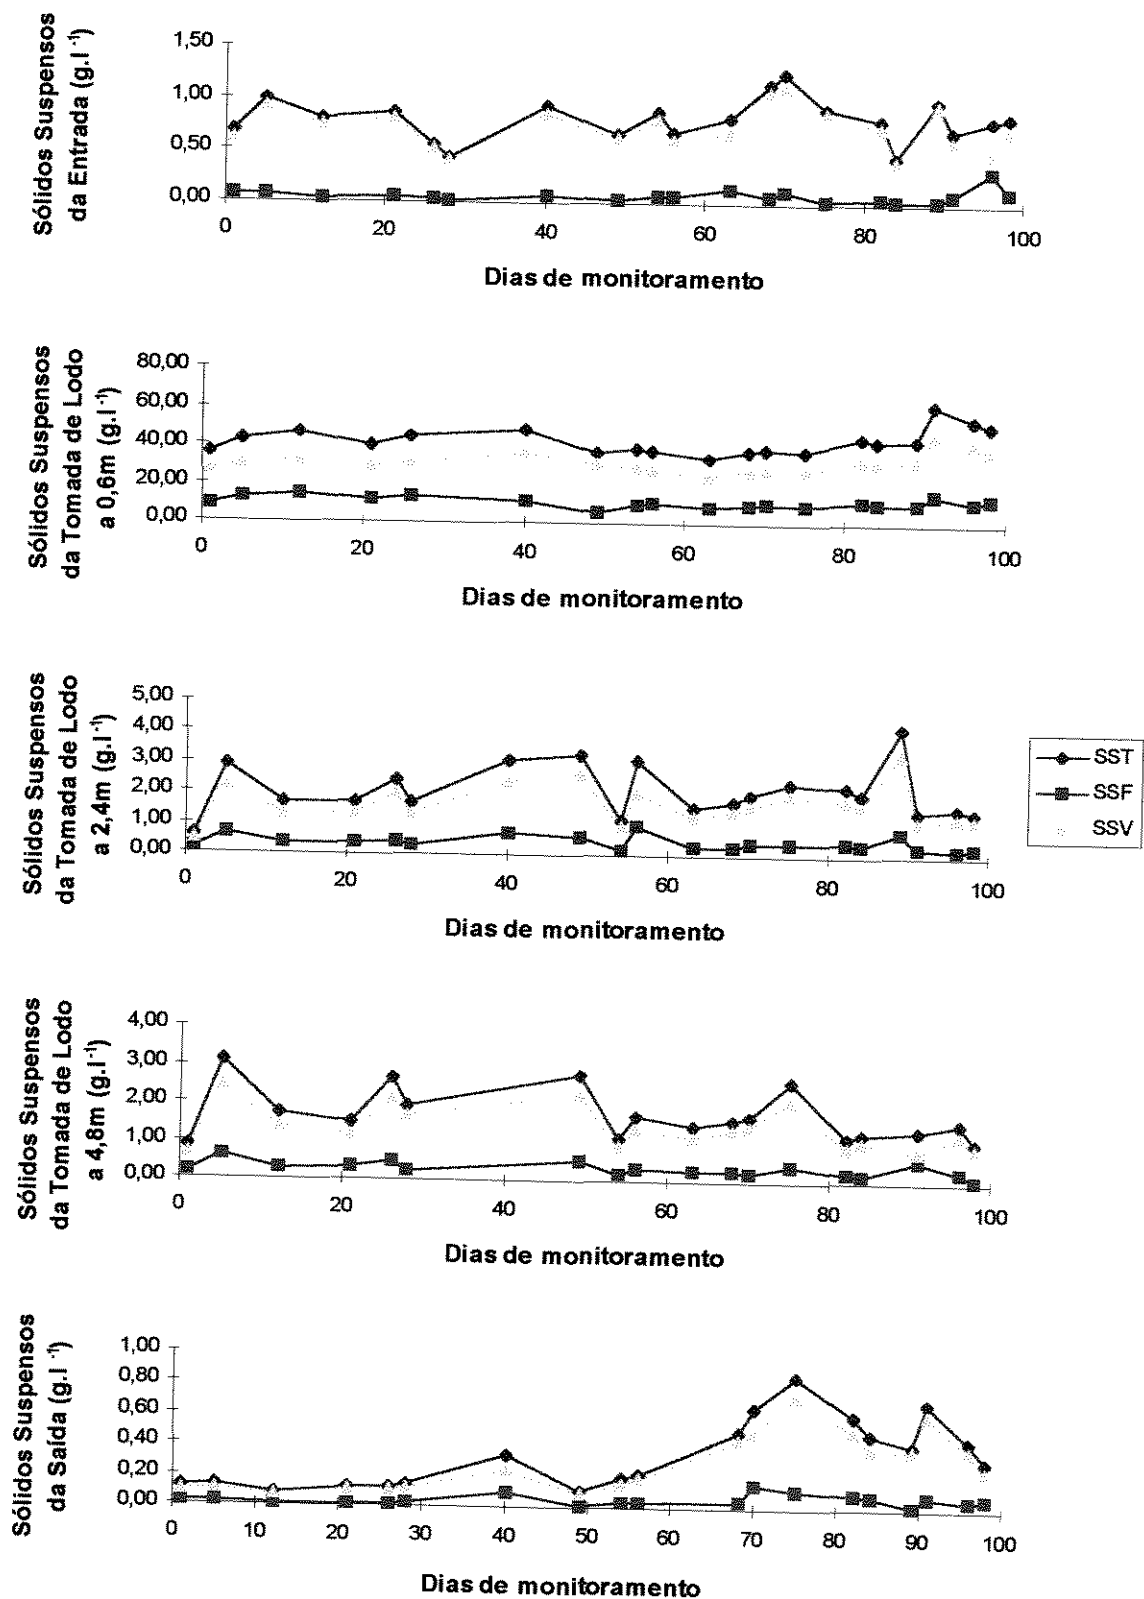 Sólidos Suspensos
da Entrada (g.l⁻¹)
1,50
1,00
0,50
0,00
0 20 40 60 80 100
Dias de monitoramento
Sólidos Suspensos
da Tomada de Lodo
a 0,6m (g.l⁻¹)
80,00
60,00
40,00
20,00
0,00
0 20 40 60 80 100
Dias de monitoramento
Sólidos Suspensos
da Tomada de Lodo
a 2,4m (g.l⁻¹)
5,00
4,00
3,00
2,00
1,00
0,00
0 20 40 60 80 100
Dias de monitoramento
SST
SSF
SSV
Sólidos Suspensos
da Tomada de Lodo
a 4,8m (g.l⁻¹)
4,00
3,00
2,00
1,00
0,00
0 20 40 60 80 100
Dias de monitoramento
Sólidos Suspensos
da Saída (g.l⁻¹)
1,00
0,80
0,60
0,40
0,20
0,00
0 10 20 30 40 50 60 70 80 90 100
Dias de monitoramento